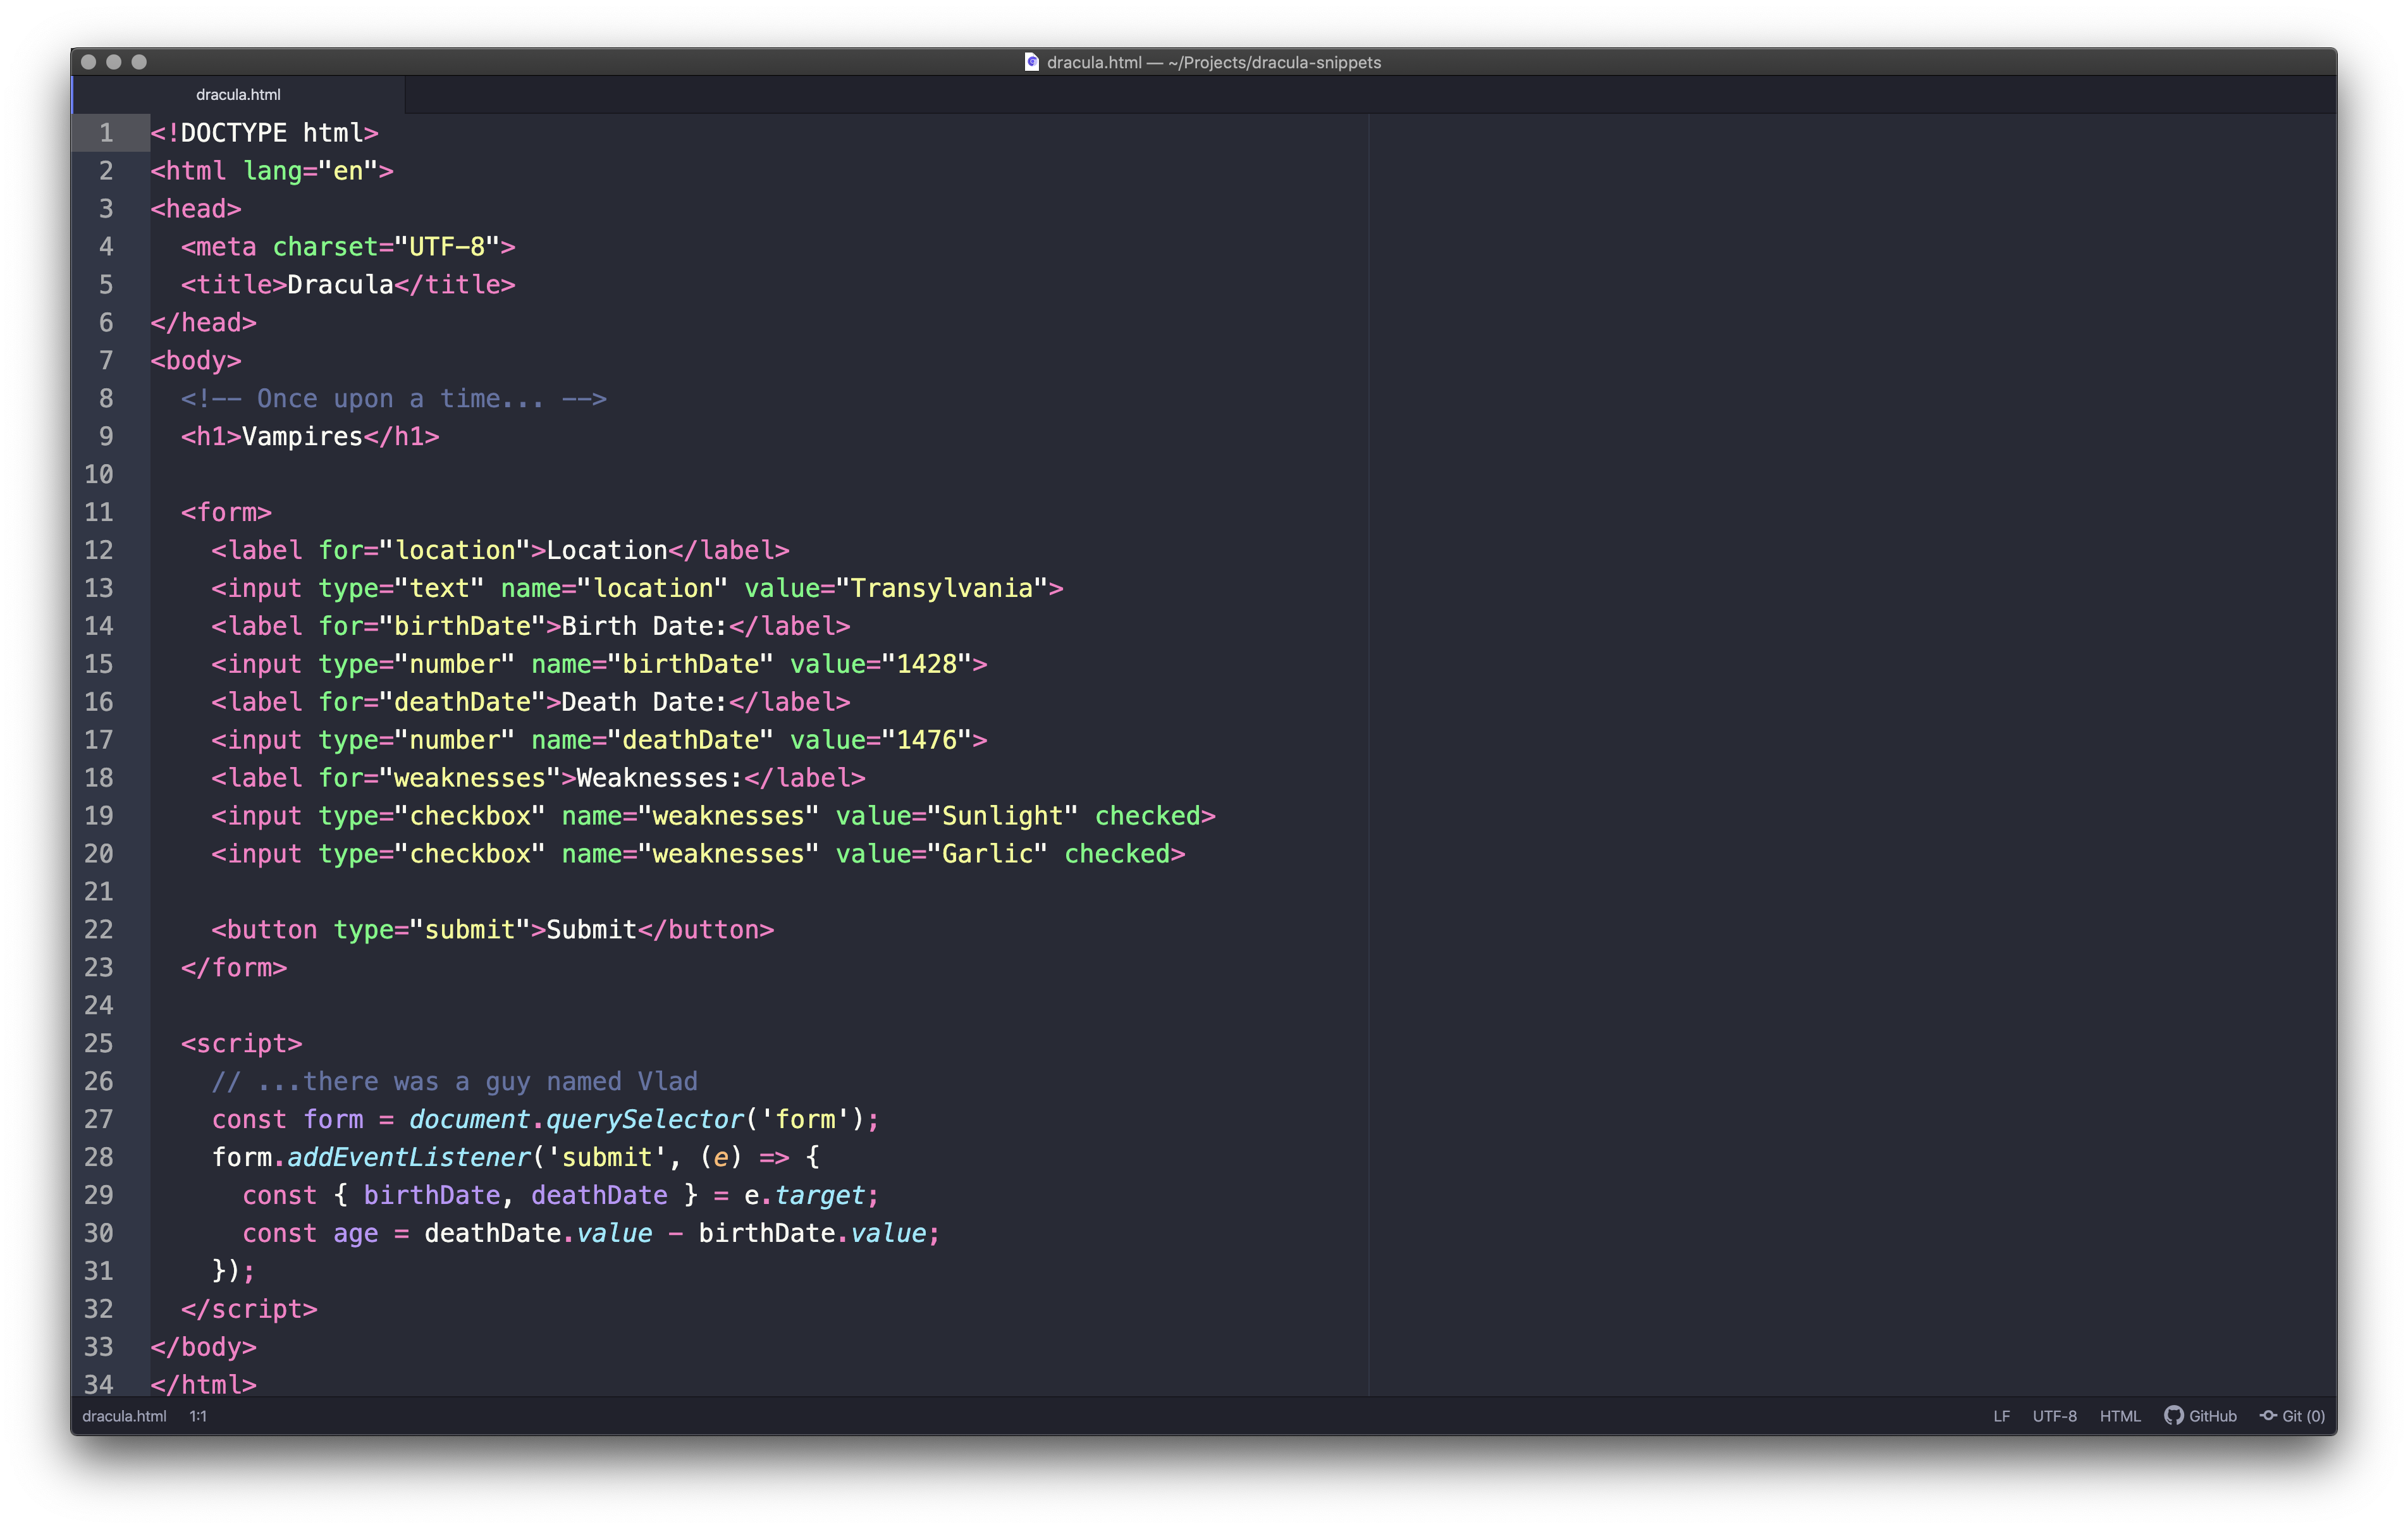 dracula.html — ~/Projects/dracula-snippets
dracula.html
1 <!DOCTYPE html>
2 <html lang="en">
3 <head>
4   <meta charset="UTF-8">
5   <title>Dracula</title>
6 </head>
7 <body>
8   <!-- Once upon a time... -->
9   <h1>Vampires</h1>
10
11   <form>
12     <label for="location">Location</label>
13     <input type="text" name="location" value="Transylvania">
14     <label for="birthDate">Birth Date:</label>
15     <input type="number" name="birthDate" value="1428">
16     <label for="deathDate">Death Date:</label>
17     <input type="number" name="deathDate" value="1476">
18     <label for="weaknesses">Weaknesses:</label>
19     <input type="checkbox" name="weaknesses" value="Sunlight" checked>
20     <input type="checkbox" name="weaknesses" value="Garlic" checked>
21
22     <button type="submit">Submit</button>
23   </form>
24
25   <script>
26     // ...there was a guy named Vlad
27     const form = document.querySelector('form');
28     form.addEventListener('submit', (e) => {
29       const { birthDate, deathDate } = e.target;
30       const age = deathDate.value - birthDate.value;
31     });
32   </script>
33 </body>
34 </html>
dracula.html 1:1 LF UTF-8 HTML GitHub Git (0)